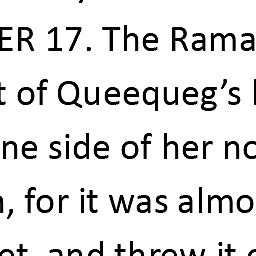 ER 17. The Rama
t of Queequeg’s
ne side of her no
, for it was almo
et, and threw it